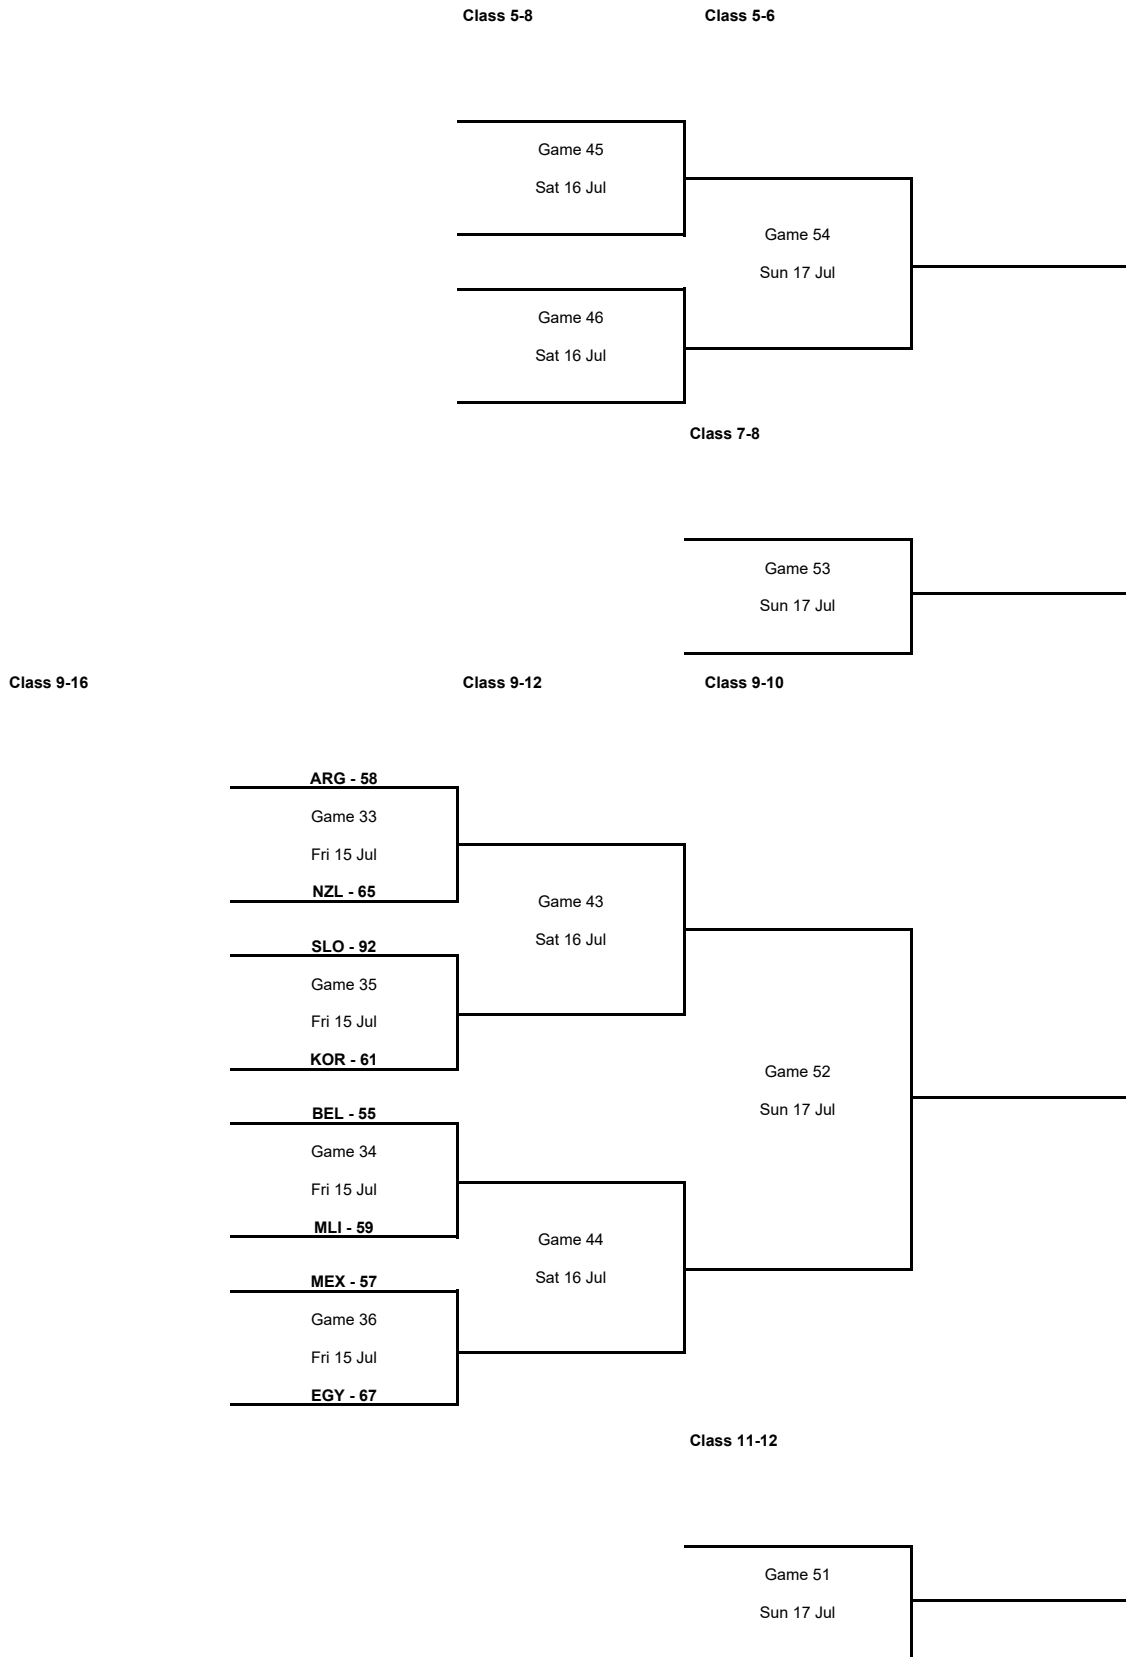 Class 5-8
Class 5-6
Game 45
Sat 16 Jul
Game 54
Sun 17 Jul
Game 46
Sat 16 Jul
Class 7-8
Game 53
Sun 17 Jul
Class 9-16
Class 9-12
Class 9-10
ARG - 58
Game 33
Fri 15 Jul
NZL - 65
Game 43
Sat 16 Jul
SLO - 92
Game 35
Fri 15 Jul
KOR - 61
Game 52
Sun 17 Jul
BEL - 55
Game 34
Fri 15 Jul
MLI - 59
Game 44
Sat 16 Jul
MEX - 57
Game 36
Fri 15 Jul
EGY - 67
Class 11-12
Game 51
Sun 17 Jul